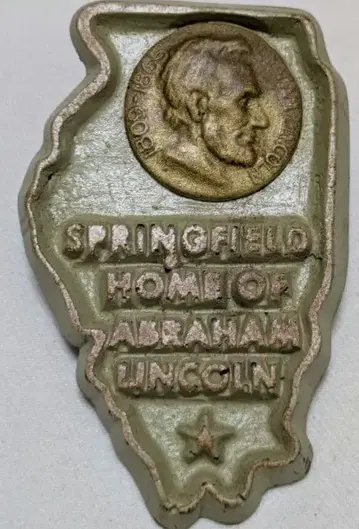 1809-1865
A. LINCOLN
SPRINGFIELD
HOME OF
ABRAHAM
LINCOLN